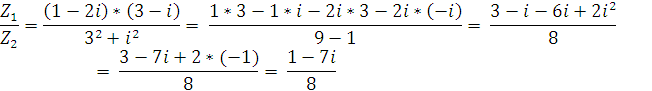 Z₁/Z₂ = ((1 − 2i) ∗ (3 − i))/(3² + i²) = (1 ∗ 3 − 1 ∗ i − 2i ∗ 3 − 2i ∗ (−i))/(9 − 1) = (3 − i − 6i + 2i²)/8
= (3 − 7i + 2 ∗ (−1))/8 = (1 − 7i)/8